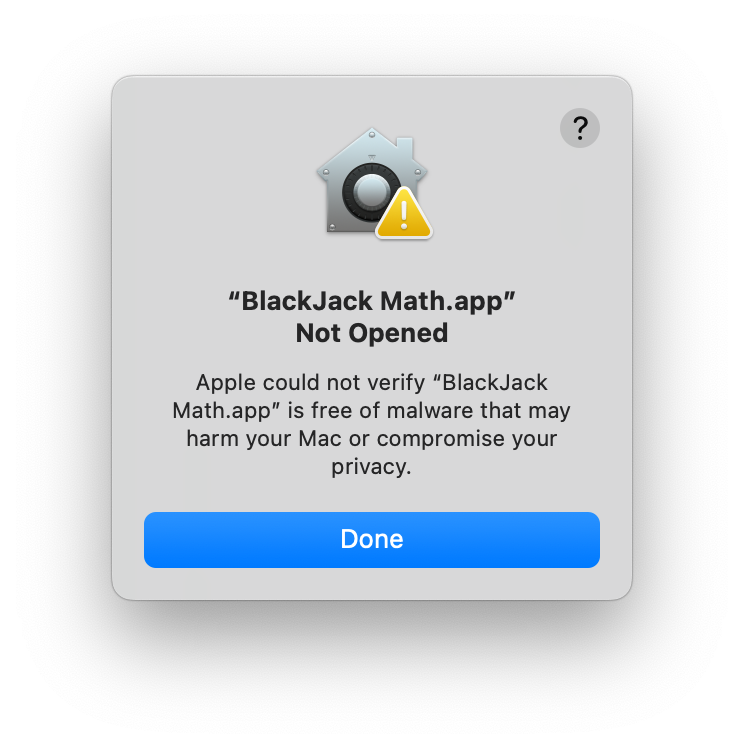 ?
“BlackJack Math.app”
Not Opened
Apple could not verify “BlackJack
Math.app” is free of malware that may
harm your Mac or compromise your
privacy.
Done